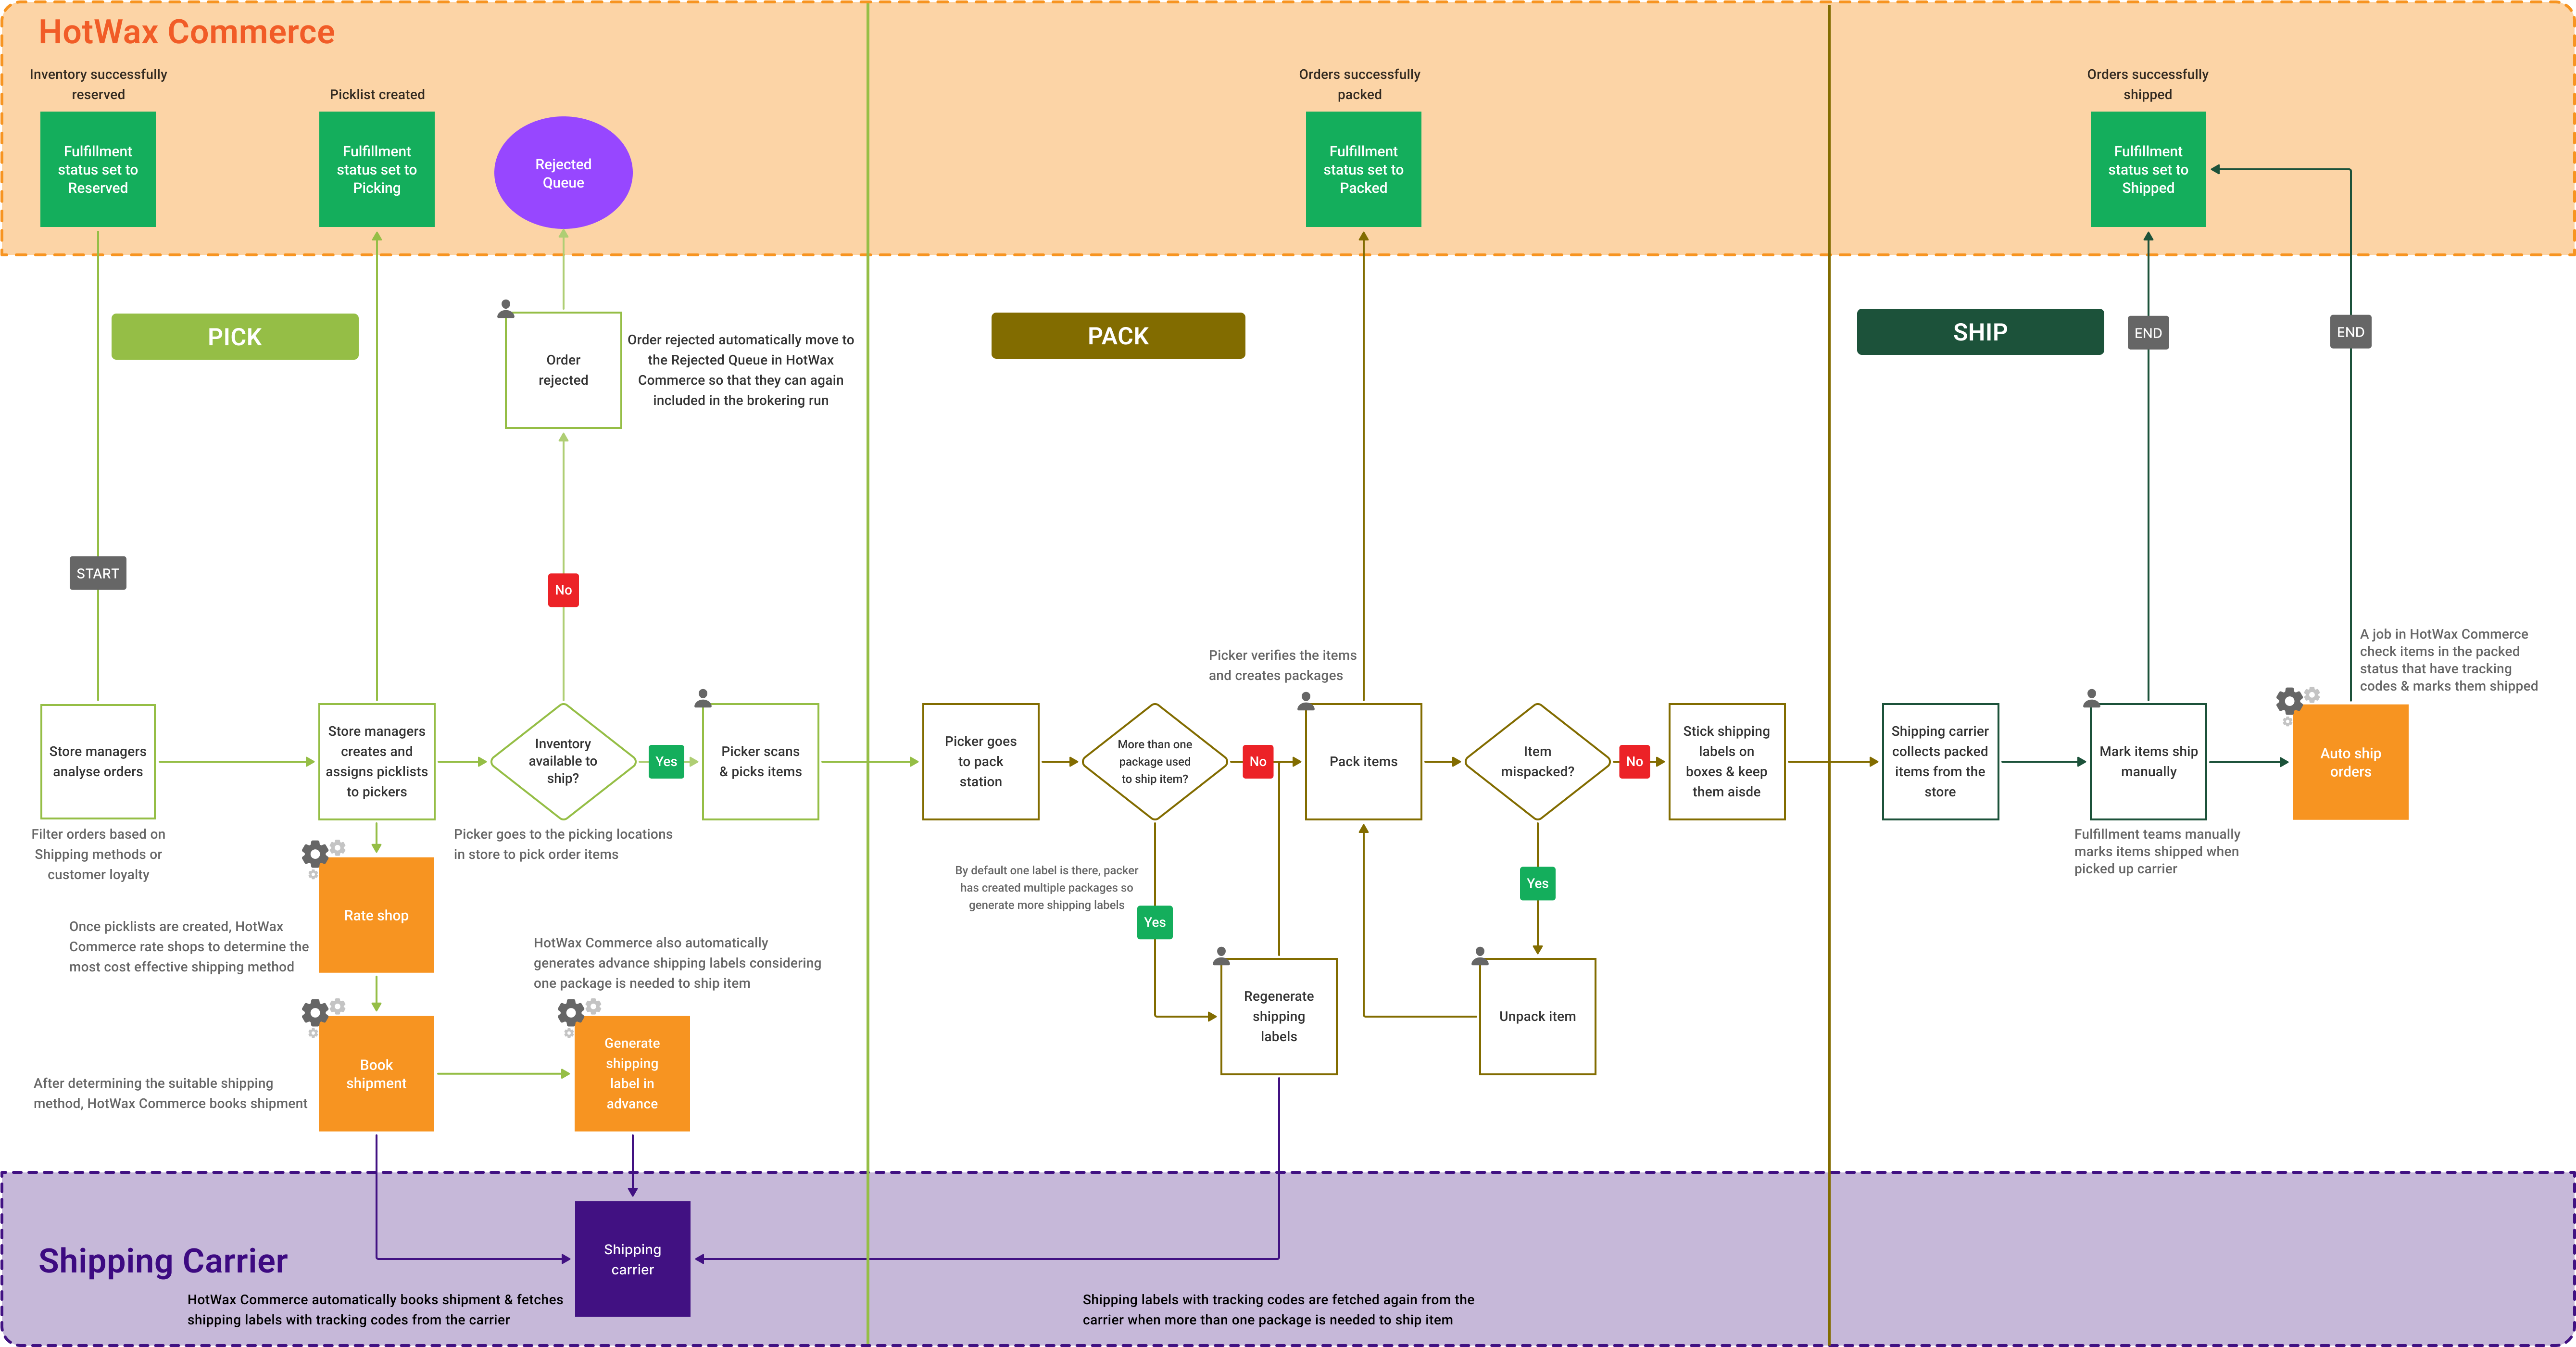 HotWax Commerce
Inventory successfully
reserved
Fulfillment
status set to
Reserved
Picklist created
Fulfillment
status set to
Picking
Rejected
Queue
Orders successfully
packed
Fulfillment
status set to
Packed
Orders successfully
shipped
Fulfillment
status set to
Shipped
PICK
Order
rejected
Order rejected automatically move to
the Rejected Queue in HotWax
Commerce so that they can again
included in the brokering run
PACK
SHIP
END
END
START
No
Store managers
analyse orders
Filter orders based on
Shipping methods or
customer loyalty
Store managers
creates and
assigns picklists
to pickers
Inventory
available to
ship?
Yes
Picker scans
& picks items
Picker goes to the picking locations
in store to pick order items
Rate shop
Once picklists are created, HotWax
Commerce rate shops to determine the
most cost effective shipping method
Book
shipment
After determining the suitable shipping
method, HotWax Commerce books shipment
HotWax Commerce also automatically
generates advance shipping labels considering
one package is needed to ship item
Generate
shipping
label in
advance
Picker goes
to pack
station
More than one
package used
to ship item?
No
Picker verifies the items
and creates packages
Pack items
Item
mispacked?
No
Stick shipping
labels on
boxes & keep
them aisde
By default one label is there, packer
has created multiple packages so
generate more shipping labels
Yes
Regenerate
shipping
labels
Yes
Unpack item
Shipping carrier
collects packed
items from the
store
Mark items ship
manually
Fulfillment teams manually
marks items shipped when
picked up carrier
A job in HotWax Commerce
check items in the packed
status that have tracking
codes & marks them shipped
Auto ship
orders
Shipping Carrier
Shipping
carrier
HotWax Commerce automatically books shipment & fetches
shipping labels with tracking codes from the carrier
Shipping labels with tracking codes are fetched again from the
carrier when more than one package is needed to ship item